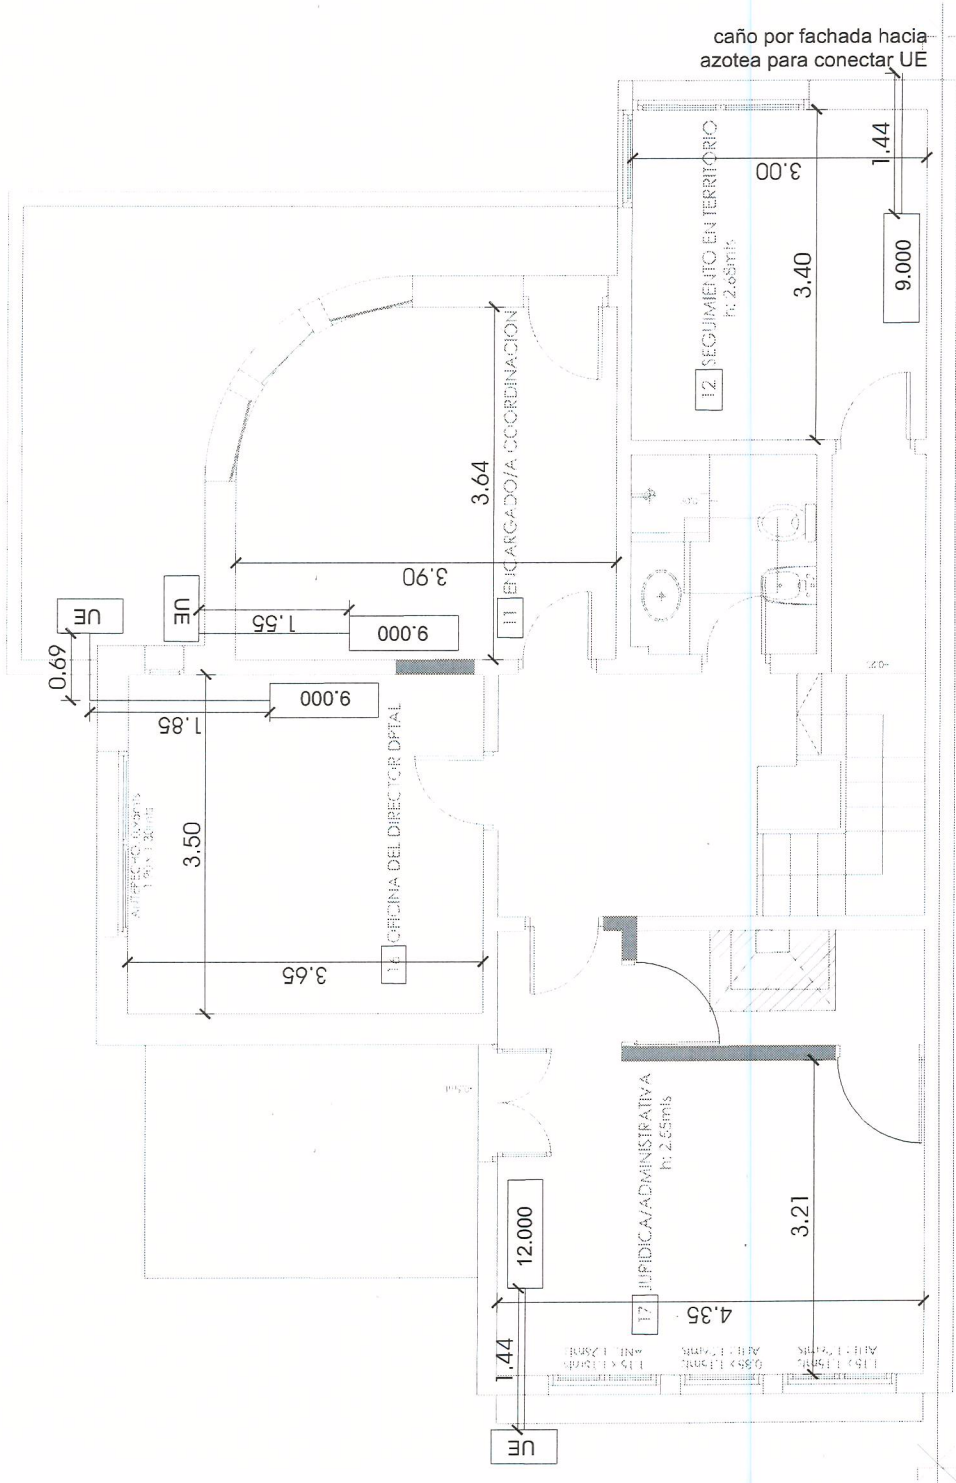 caño por fachada hacia
azotea para conectar UE
1.44
3.00
9.000
3.40
12 SEGUIMIENTO EN TERRITORIO
h: 2.68mts
3.64
11 ENCARGADO/A COORDINACION
3.90
UE
UE
0.69
1.55
9.000
9.000
1.85
3.50
16 OFICINA DEL DIRECTOR DPTAL
3.65
17 JURIDICA/ADMINISTRATIVA
12.000
3.21
4.35
1.44
UE